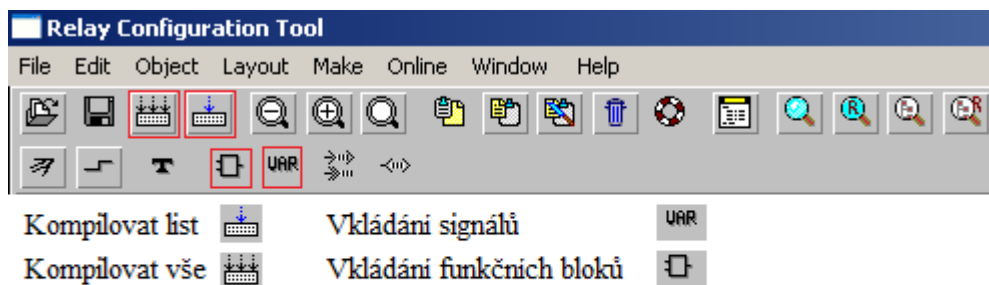 Relay Configuration Tool
File Edit Object Layout Make Online Window Help
R R
T VAR
Kompilovat list Vkládání signálů VAR
Kompilovat vše Vkládání funkčních bloků